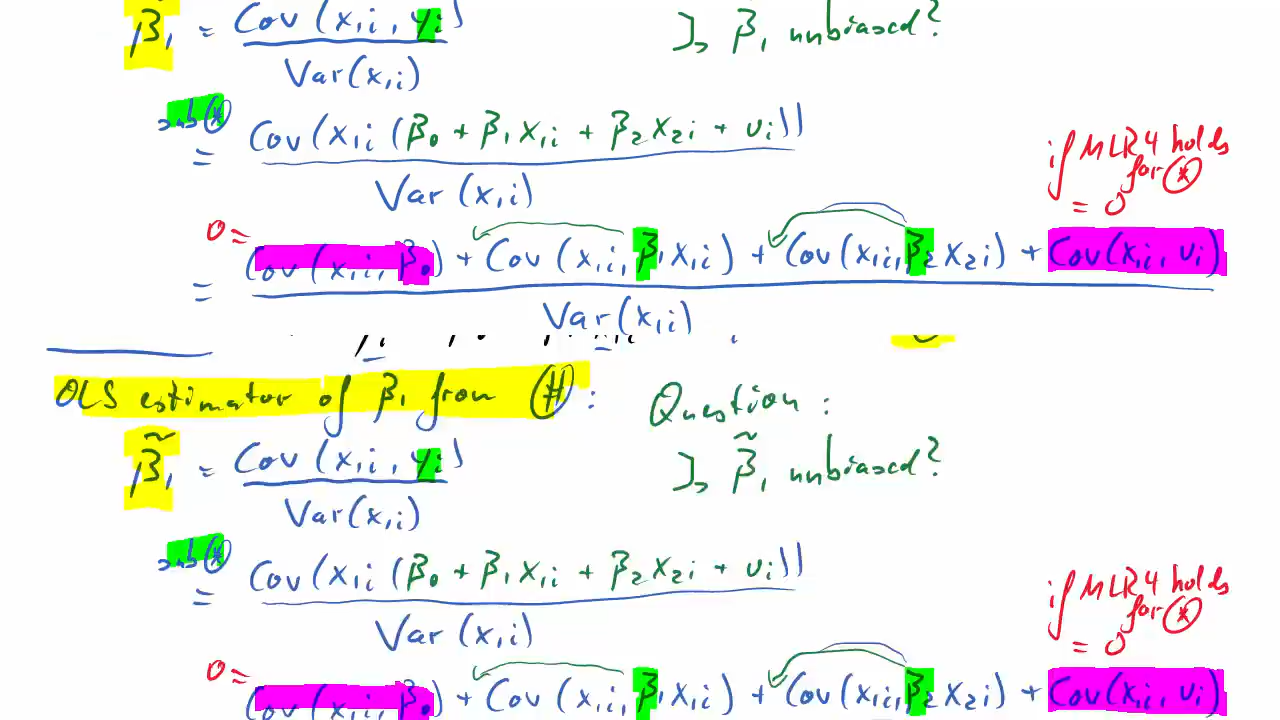 β̃₁ = Cov(x₁ᵢ, yᵢ) Is β̃₁ unbiased?
Var(x₁ᵢ)
sub (*)
= Cov(x₁ᵢ (β₀ + β₁x₁ᵢ + β₂x₂ᵢ + uᵢ))
Var(x₁ᵢ)
if MLR4 holds
for (*)
= 0
0 =
= Cov(x₁ᵢ, β₀) + Cov(x₁ᵢ, β₁x₁ᵢ) + Cov(x₁ᵢ, β₂x₂ᵢ) + Cov(x₁ᵢ, uᵢ)
Var(x₁ᵢ)
OLS estimator of β₁ from (#): Question:
β̃₁ = Cov(x₁ᵢ, yᵢ) Is β̃₁ unbiased?
Var(x₁ᵢ)
sub (*)
= Cov(x₁ᵢ (β₀ + β₁x₁ᵢ + β₂x₂ᵢ + uᵢ))
Var(x₁ᵢ)
if MLR4 holds
for (*)
= 0
0 =
Cov(x₁ᵢ, β₀) + Cov(x₁ᵢ, β₁x₁ᵢ) + Cov(x₁ᵢ, β₂x₂ᵢ) + Cov(x₁ᵢ, uᵢ)